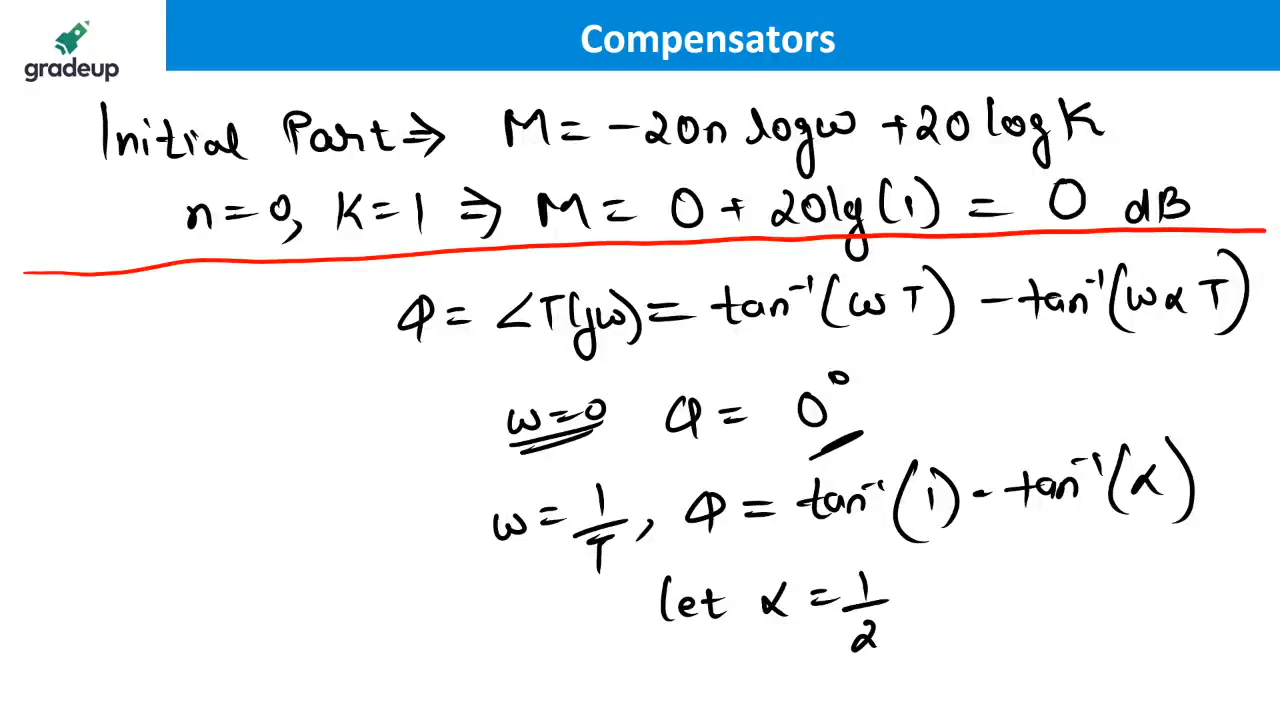 Compensators
gradeup
Initial Part ⇒ M = -20n logω + 20 log K
n = 0, K = 1 ⇒ M = 0 + 20lg(1) = 0 dB
φ = ∠T(jω) = tan⁻¹(ωT) - tan⁻¹(ωαT)
ω=0 φ = 0°
ω = 1/T, φ = tan⁻¹(1) - tan⁻¹(α)
let α = 1/2